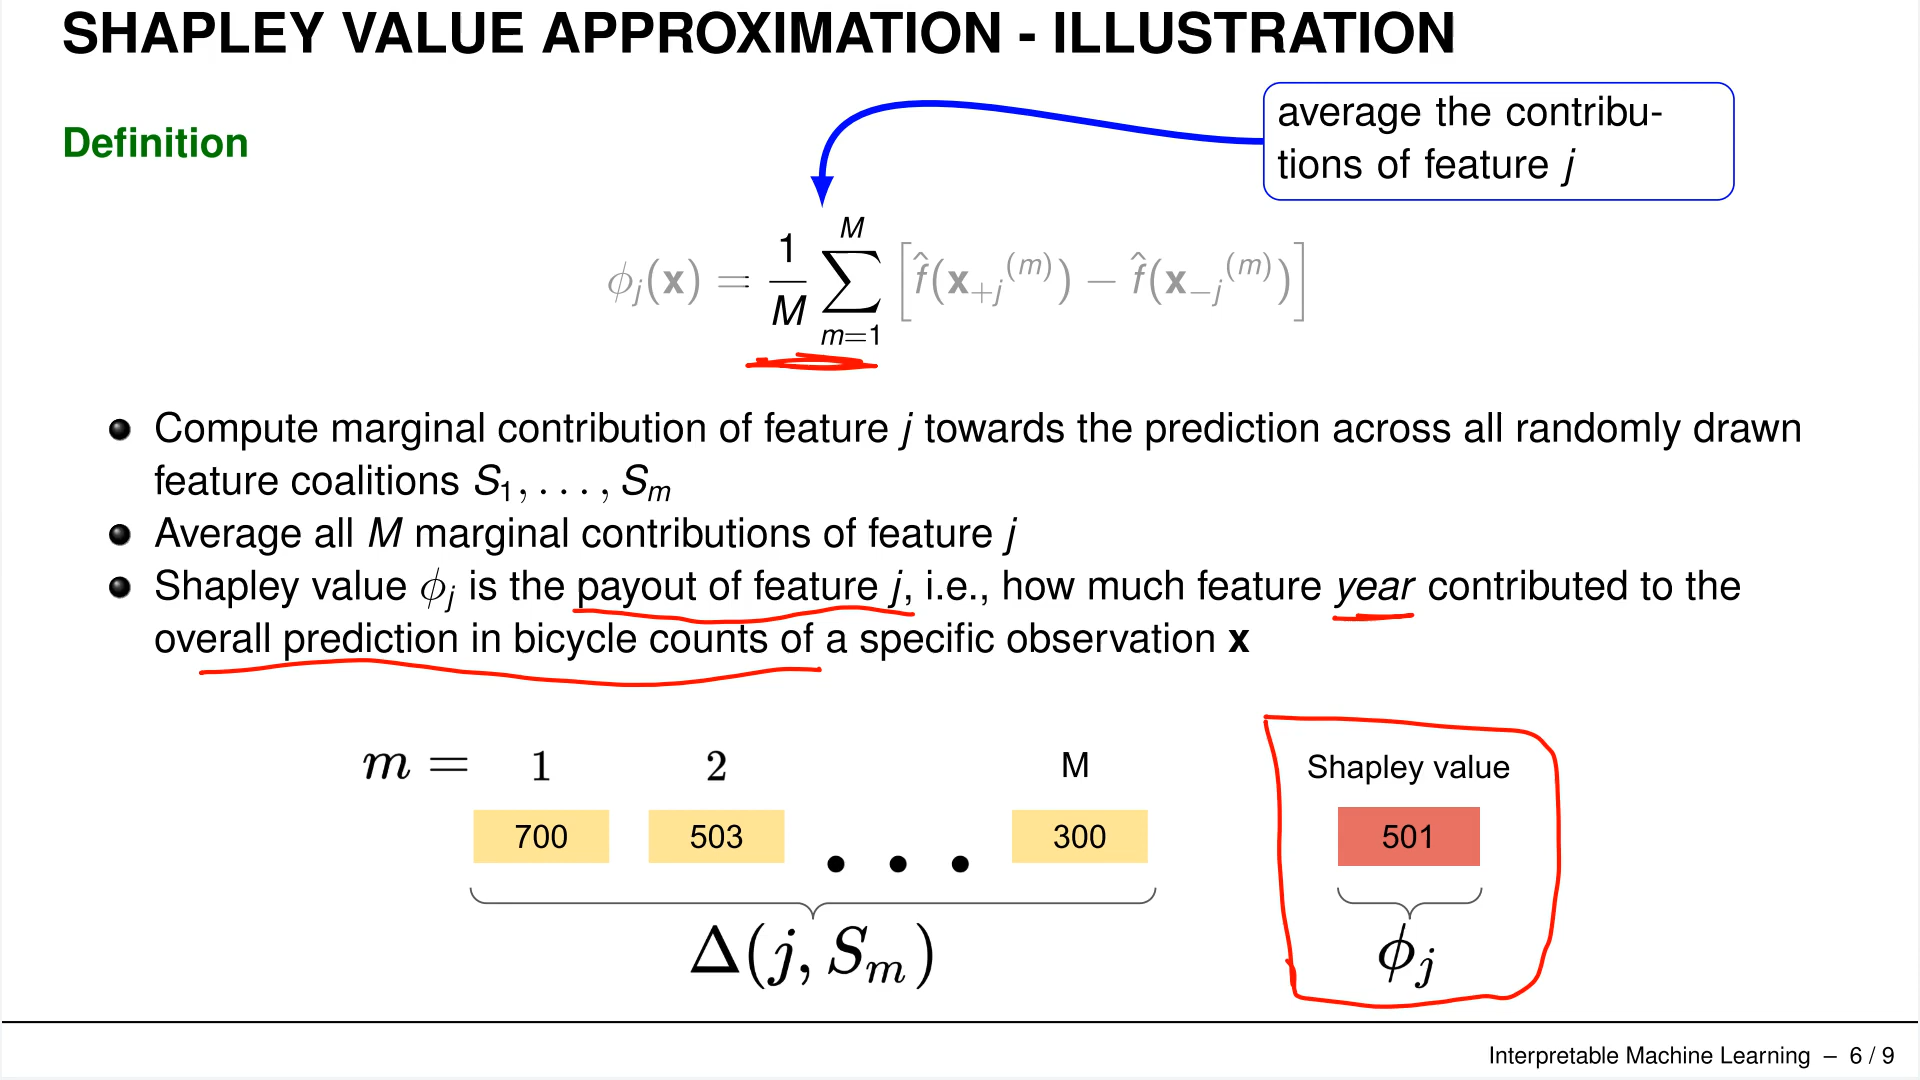 SHAPLEY VALUE APPROXIMATION - ILLUSTRATION
average the contribu-
tions of feature j
Definition
ϕj(x) = 1/M ∑_{m=1}^{M} [f̂(x+j^(m)) − f̂(x−j^(m))]
Compute marginal contribution of feature j towards the prediction across all randomly drawn
feature coalitions S1, . . . , Sm
Average all M marginal contributions of feature j
Shapley value ϕj is the payout of feature j, i.e., how much feature year contributed to the
overall prediction in bicycle counts of a specific observation x
m = 1 2 M Shapley value
700 503 • • • 300 501
Δ(j, Sm) ϕj
Interpretable Machine Learning – 6 / 9